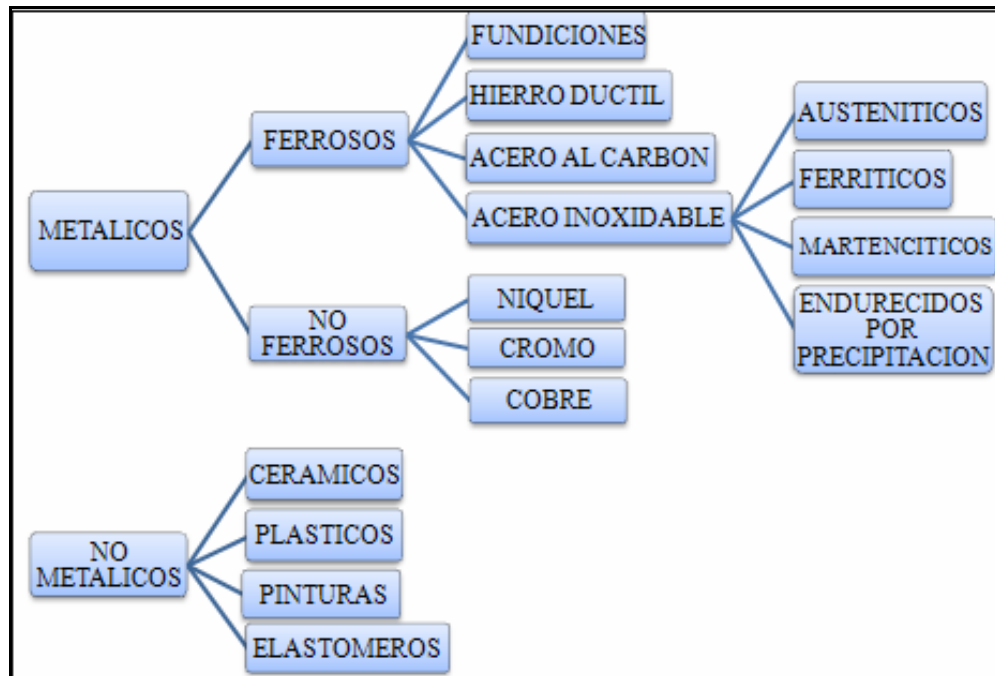 METALICOS
FERROSOS
FUNDICIONES
HIERRO DUCTIL
ACERO AL CARBON
ACERO INOXIDABLE
AUSTENITICOS
FERRITICOS
MARTENCITICOS
ENDURECIDOS
POR
PRECIPITACION
NO
FERROSOS
NIQUEL
CROMO
COBRE
NO
METALICOS
CERAMICOS
PLASTICOS
PINTURAS
ELASTOMEROS